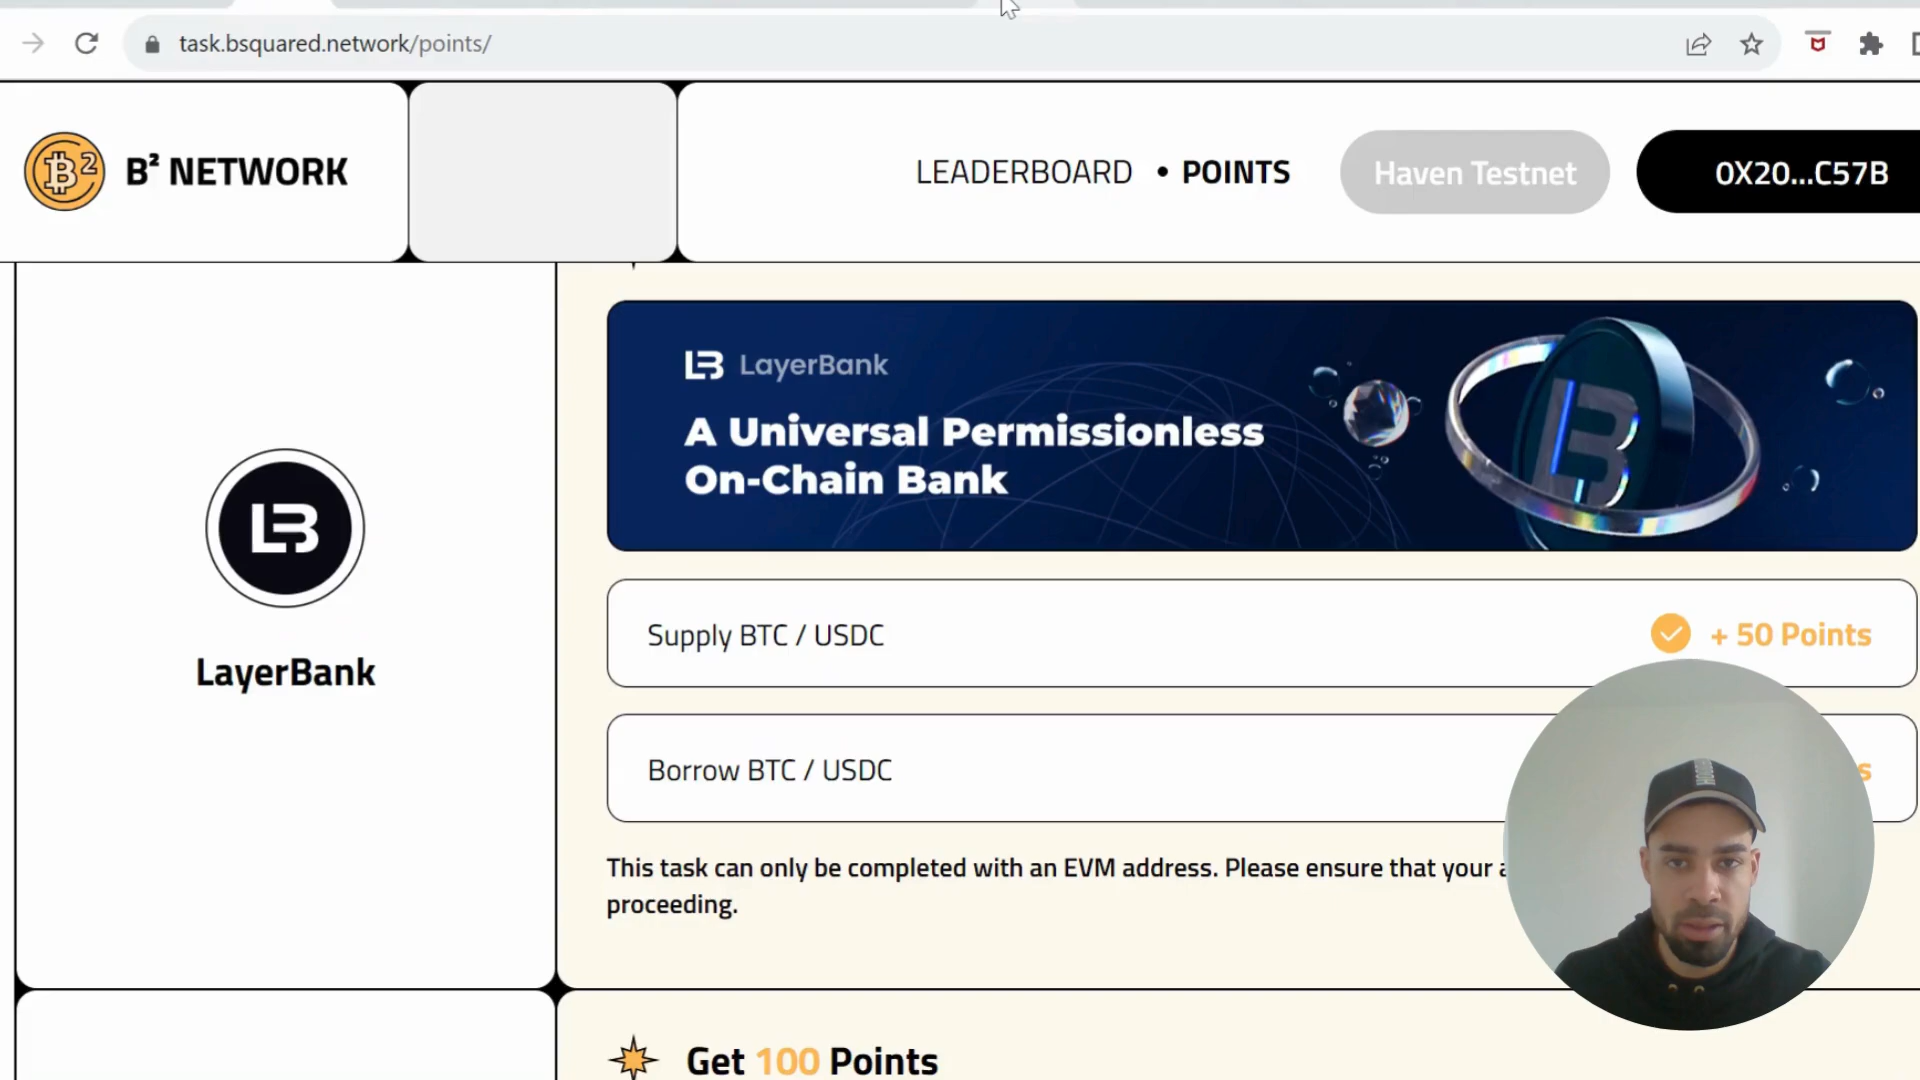 task.bsquared.network/points/
B² NETWORK
LEADERBOARD
• POINTS
Haven Testnet
0X20...C57B
LayerBank
A Universal Permissionless
On-Chain Bank
Supply BTC / USDC
+ 50 Points
LayerBank
Borrow BTC / USDC
This task can only be completed with an EVM address. Please ensure that your
proceeding.
Get 100 Points